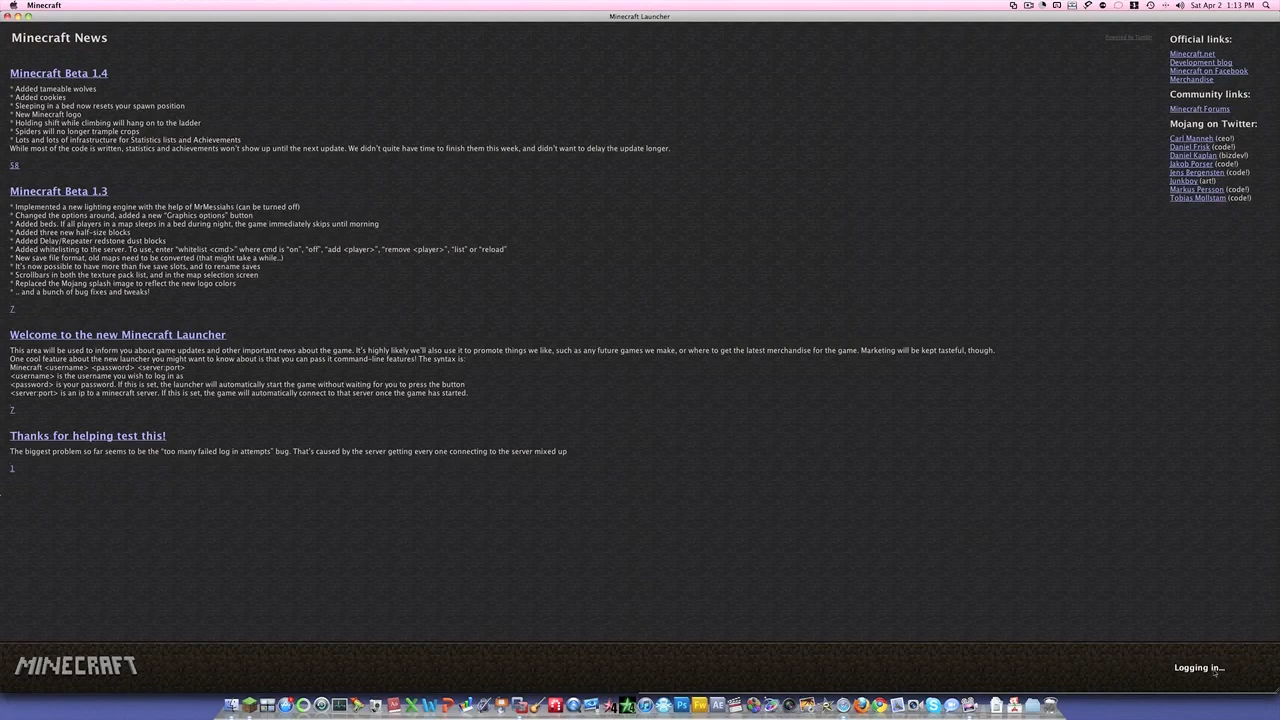 Minecraft
Sat Apr 2 1:13 PM
Minecraft Launcher
Minecraft News
Powered by Tumblr
Minecraft Beta 1.4
* Added tameable wolves
* Added cookies
* Sleeping in a bed now resets your spawn position
* New Minecraft logo
* Holding shift while climbing will hang on to the ladder
* Spiders will no longer trample crops
* Lots and lots of infrastructure for Statistics lists and Achievements
While most of the code is written, statistics and achievements won't show up until the next update. We didn't quite have time to finish them this week, and didn't want to delay the update longer.
58
Minecraft Beta 1.3
* Implemented a new lighting engine with the help of MrMessiahs (can be turned off)
* Changed the options around, added a new "Graphics options" button
* Added beds. If all players in a map sleeps in a bed during night, the game immediately skips until morning
* Added three new half-size blocks
* Added Delay/Repeater redstone dust blocks
* Added whitelisting to the server. To use, enter "whitelist <cmd>" where cmd is "on", "off", "add <player>", "remove <player>", "list" or "reload"
* New save file format, old maps need to be converted (that might take a while..)
* It's now possible to have more than five save slots, and to rename saves
* Scrollbars in both the texture pack list, and in the map selection screen
* Replaced the Mojang splash image to reflect the new logo colors
* .. and a bunch of bug fixes and tweaks!
7
Welcome to the new Minecraft Launcher
This area will be used to inform you about game updates and other important news about the game. It's highly likely we'll also use it to promote things we like, such as any future games we make, or where to get the latest merchandise for the game. Marketing will be kept tasteful, though.
One cool feature about the new launcher you might want to know about is that you can pass it command-line features! The syntax is:
Minecraft <username> <password> <server:port>
<username> is the username you wish to log in as
<password> is your password. If this is set, the launcher will automatically start the game without waiting for you to press the button
<server:port> is an ip to a minecraft server. If this is set, the game will automatically connect to that server once the game has started.
7
Thanks for helping test this!
The biggest problem so far seems to be the "too many failed log in attempts" bug. That's caused by the server getting every one connecting to the server mixed up
1
Official links:
Minecraft.net
Development blog
Minecraft on Facebook
Merchandise
Community links:
Minecraft Forums
Mojang on Twitter:
Carl Manneh (ceo!)
Daniel Frisk (code!)
Daniel Kaplan (bizdev!)
Jakob Porser (code!)
Jens Bergensten (code!)
Junkboy (art!)
Markus Persson (code!)
Tobias Mollstam (code!)
MINECRAFT
Logging in...
Ps
Fw
AE